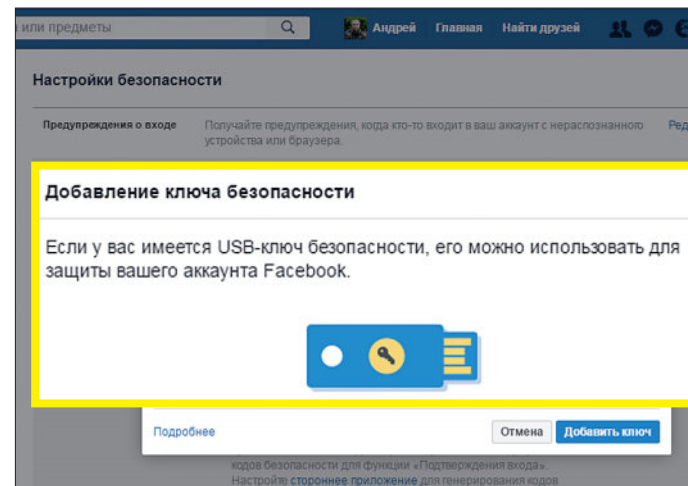 или предметы
Андрей Главная Найти друзей
Настройки безопасности
Предупреждения о входе Получайте предупреждения, когда кто-то входит в ваш аккаунт с нераспознанного
устройства или браузера.
Добавление ключа безопасности
Если у вас имеется USB-ключ безопасности, его можно использовать для
защиты вашего аккаунта Facebook.
Подробнее Отмена Добавить ключ
кодов безопасности для функции «Подтверждения входа».
Настройте стороннее приложение для генерирования кодов